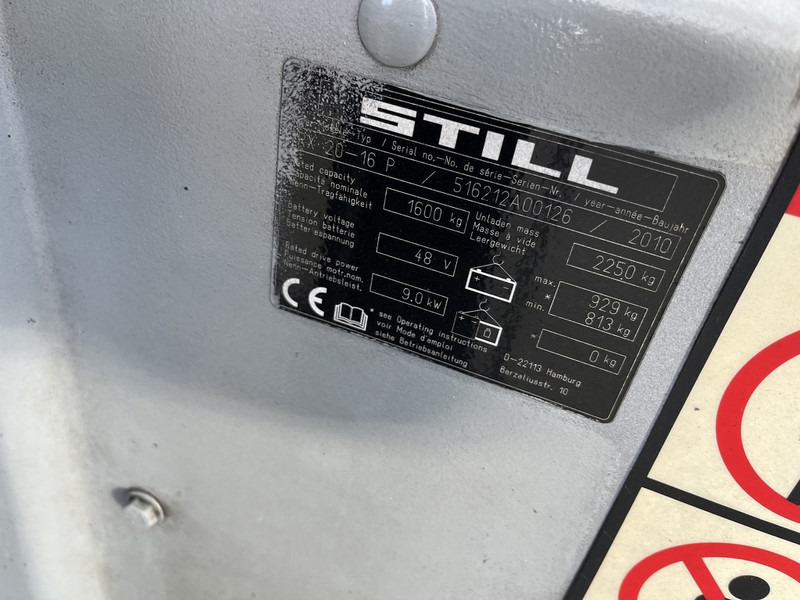 STILL
Typ / Serial no.-No. de série-Serien-Nr. / year-année-Baujahr
X 20-16 P / 516212A00126 / 2010
Rated capacity
Capacité nominale
Nenn-Tragfähigkeit
1600 kg
Unladen mass
Masse à vide
Leergewicht
2250 kg
Battery voltage
Tension batterie
Batteriespannung
48 V
max. 929 kg
*
min. 813 kg
Rated drive power
Puissance motr.nom.
Nenn-Antriebsleist.
9.0 kW
= 0 kg
CE
* see Operating instructions
voir Mode d'emploi
siehe Betriebsanleitung
D-22113 Hamburg
Berzeliusstr. 10